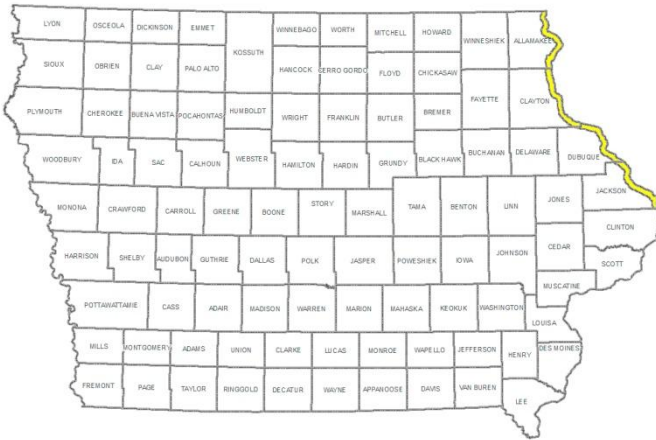 LYON OSCEOLA DICKINSON EMMET WINNEBAGO WORTH MITCHELL HOWARD
KOSSUTH WINNESHIEK ALLAMAKEE
SIOUX OBRIEN CLAY PALO ALTO HANCOCK CERRO GORDO FLOYD CHICKASAW
PLYMOUTH CHEROKEE BUENA VISTA POCAHONTAS HUMBOLDT WRIGHT FRANKLIN BUTLER BREMER FAYETTE CLAYTON
WOODBURY IDA SAC CALHOUN WEBSTER HAMILTON HARDIN GRUNDY BLACK HAWK BUCHANAN DELAWARE DUBUQUE
MONONA CRAWFORD CARROLL GREENE BOONE STORY MARSHALL TAMA BENTON LINN JONES JACKSON
CLINTON
HARRISON SHELBY AUDUBON GUTHRIE DALLAS POLK JASPER POWESHIEK IOWA JOHNSON CEDAR SCOTT
MUSCATINE
POTTAWATTAMIE CASS ADAIR MADISON WARREN MARION MAHASKA KEOKUK WASHINGTON LOUISA
MILLS MONTGOMERY ADAMS UNION CLARKE LUCAS MONROE WAPELLO JEFFERSON HENRY DES MOINES
FREMONT PAGE TAYLOR RINGGOLD DECATUR WAYNE APPANOOSE DAVIS VAN BUREN LEE